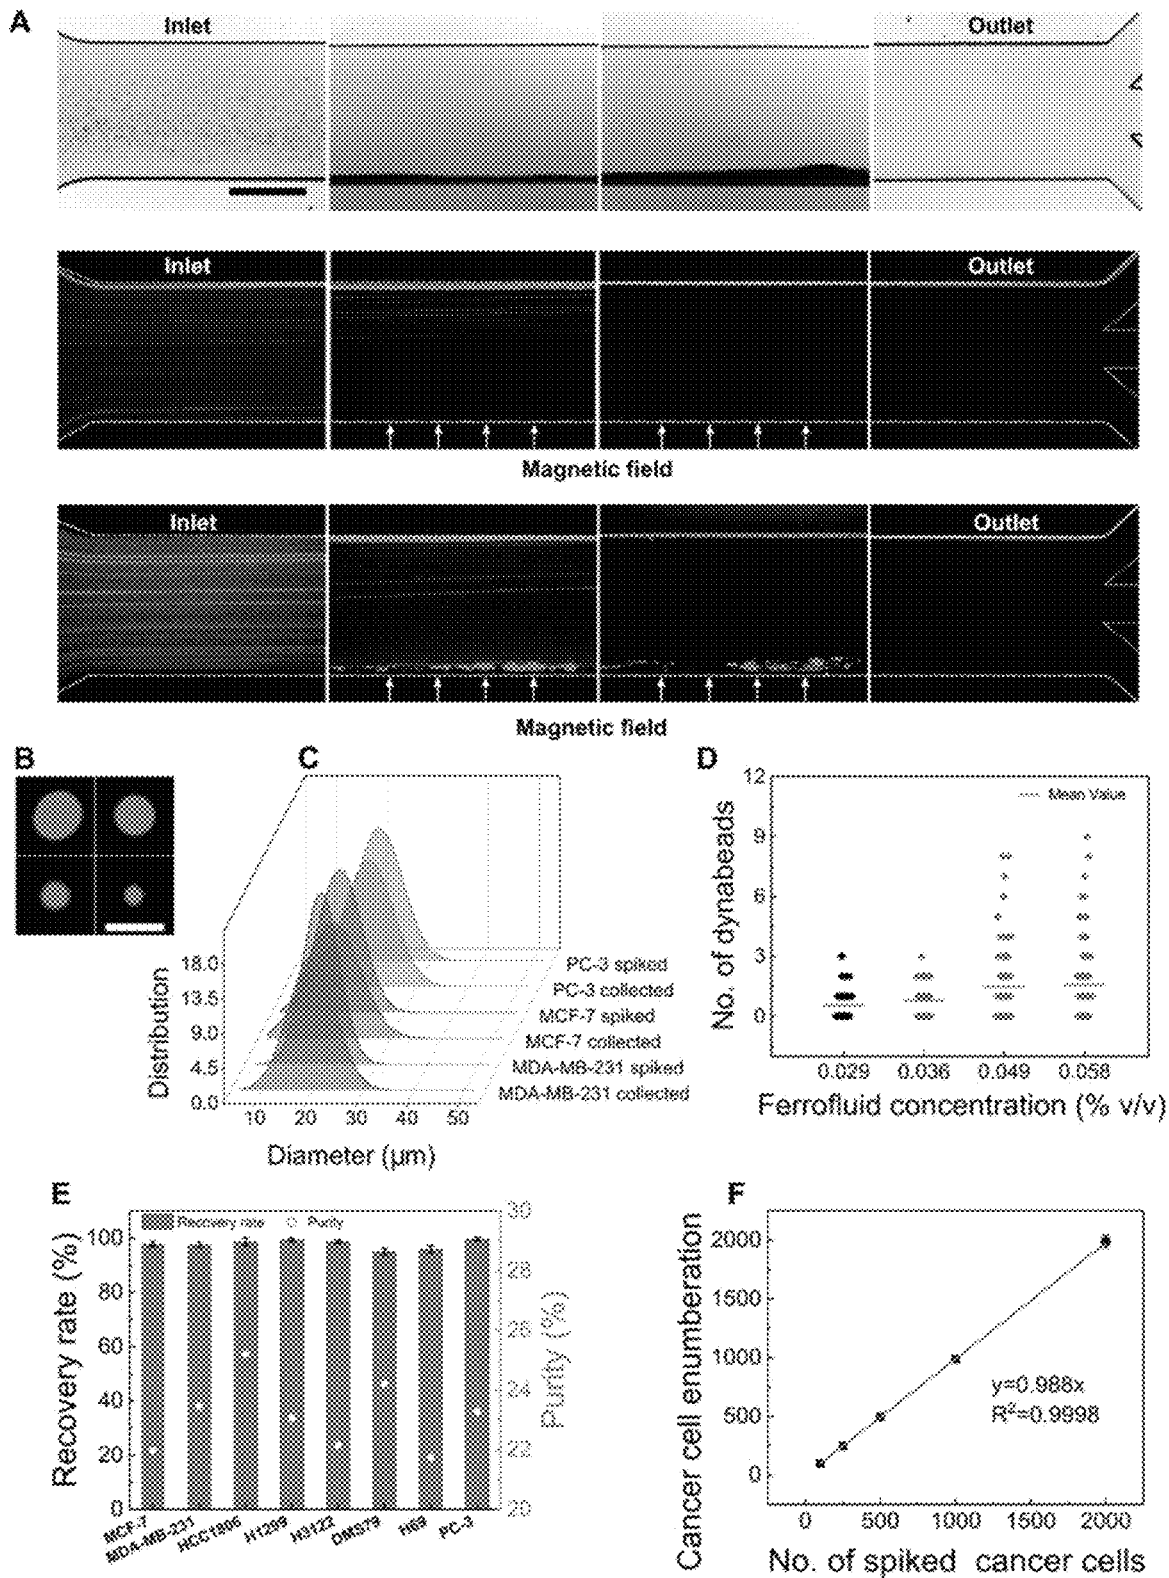 A
Inlet
Outlet
Inlet
Outlet
Magnetic field
Inlet
Outlet
Magnetic field
B
C
D
Distribution
18.0
13.5
9.0
4.5
0.0
10 20 30 40 50
Diameter (µm)
PC-3 spiked
PC-3 collected
MCF-7 spiked
MCF-7 collected
MDA-MB-231 spiked
MDA-MB-231 collected
No. of dynabeads
12
9
6
3
0
Mean Value
0.029 0.036 0.049 0.058
Ferrofluid concentration (% v/v)
E
Recovery rate (%)
100
80
60
40
20
0
Recovery rate
Purity
30
28
26
24
22
20
Purity (%)
MCF-7
MDA-MB-231
HCC1806
H1299
H3122
DMS79
H69
PC-3
F
Cancer cell enumberation
2000
1500
1000
500
0
y=0.988x
R²=0.9998
0 500 1000 1500 2000
No. of spiked cancer cells